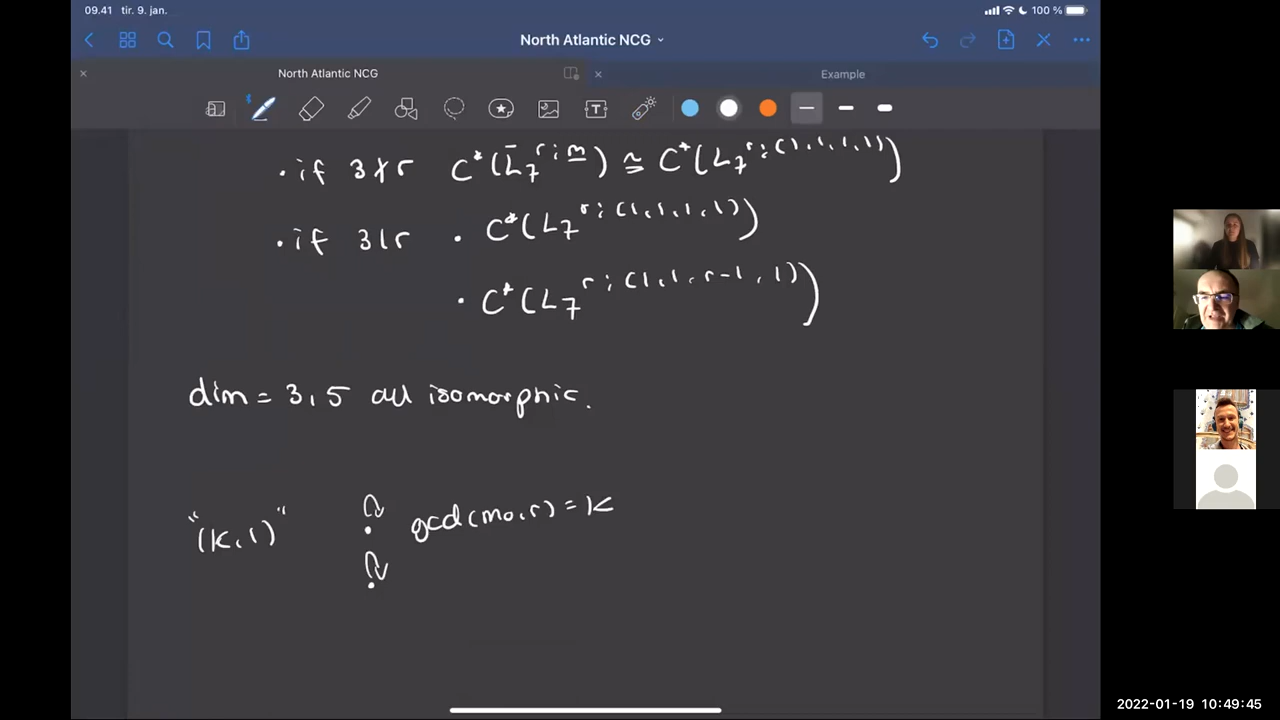 09.41 tir. 9. jan. 100 %
North Atlantic NCG
North Atlantic NCG Example
· if 3∤r C*(L₇^{r;m}) ≅ C*(L₇^{r;(1,1,1,1)})
· if 3|r · C*(L₇^{r;(1,1,1,1)})
· C*(L₇^{r;(1,1,r-1,1)})
dim = 3,5 all isomorphic.
"(k,1)" gcd(m₀,r) = k
2022-01-19 10:49:45